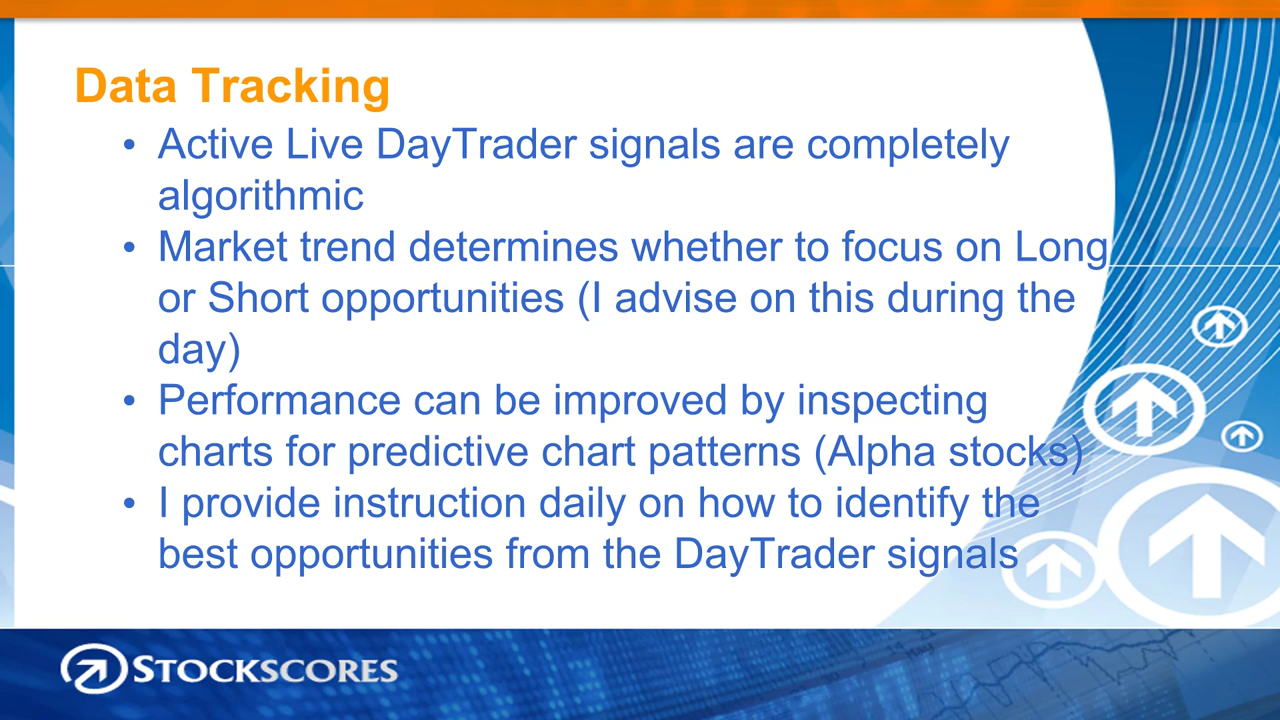 Data Tracking
• Active Live DayTrader signals are completely
algorithmic
• Market trend determines whether to focus on Long
or Short opportunities (I advise on this during the
day)
• Performance can be improved by inspecting
charts for predictive chart patterns (Alpha stocks)
• I provide instruction daily on how to identify the
best opportunities from the DayTrader signals
STOCKSCORES